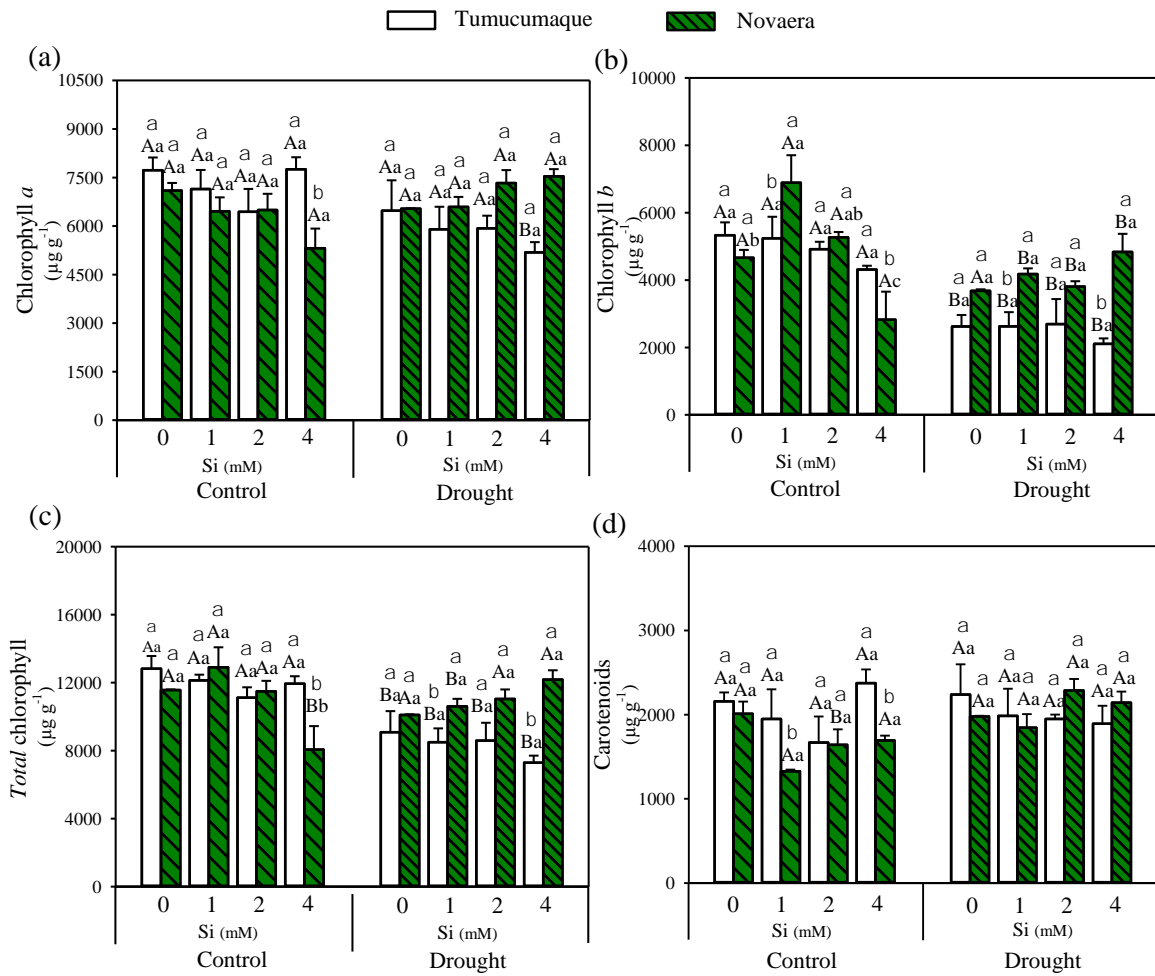 Tumucumaque Novaera
(a)
10500
9000
7500
6000
4500
3000
1500
0
Chlorophyll a
(µg g-1)
a a a a a a a b a a a a a a a a
Aa Aa Aa Aa Aa Aa Aa Aa Aa Aa Aa Aa Aa Aa Ba Aa
0 1 2 4 0 1 2 4
Si (mM) Si (mM)
Control Drought
(b)
10000
8000
6000
4000
2000
0
Chlorophyll b
(µg g-1)
a a b a a a a b a a b a a a b a
Aa Ab Aa Aa Aa Aab Aa Ac Ba Aa Ba Ba Ba Ba Ba Ba
0 1 2 4 0 1 2 4
Si (mM) Si (mM)
Control Drought
(c)
20000
16000
12000
8000
4000
0
Total chlorophyll
(µg g-1)
a a a a a a a b a a b a a a b a
Aa Aa Aa Aa Aa Aa Aa Bb Ba Aa Ba Ba Ba Aa Ba Aa
0 1 2 4 0 1 2 4
Si (mM) Si (mM)
Control Drought
(d)
4000
3000
2000
1000
0
Carotenoids
(µg g-1)
a a a b a a a b a a a a a a a a
Aa Aa Aa Aa Aa Ba Aa Aa Aa Aa Aa Aa Aa Aa Aa Aa
0 1 2 4 0 1 2 4
Si (mM) Si (mM)
Control Drought